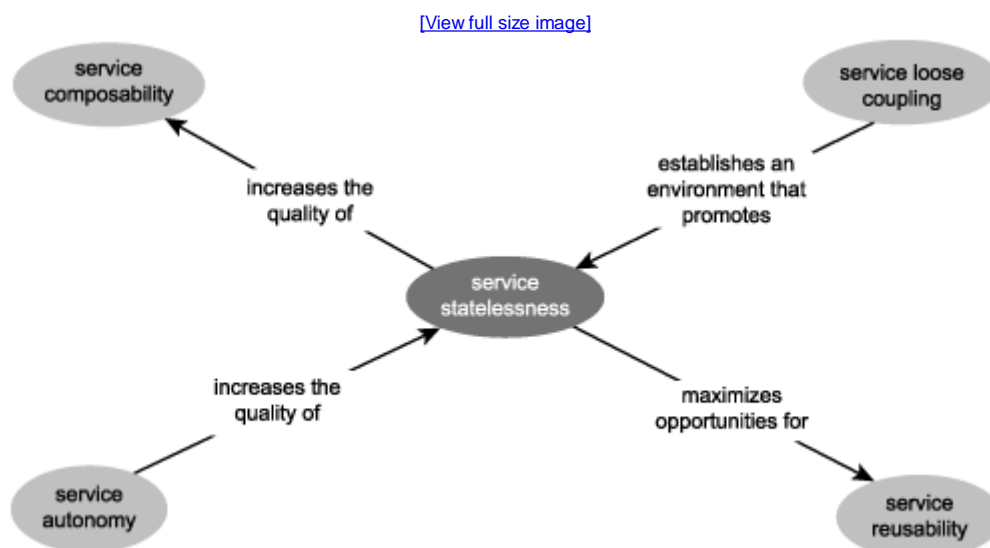 [View full size image]
service
composability
service loose
coupling
increases the
quality of
establishes an
environment that
promotes
service
statelessness
increases the
quality of
maximizes
opportunities for
service
autonomy
service
reusability